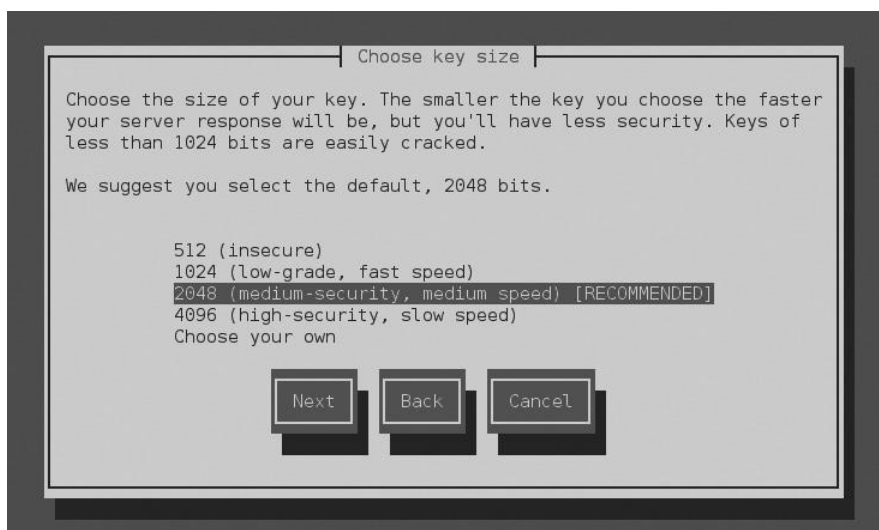 Choose key size
Choose the size of your key. The smaller the key you choose the faster
your server response will be, but you'll have less security. Keys of
less than 1024 bits are easily cracked.
We suggest you select the default, 2048 bits.
512 (insecure)
1024 (low-grade, fast speed)
2048 (medium-security, medium speed) [RECOMMENDED]
4096 (high-security, slow speed)
Choose your own
Next Back Cancel